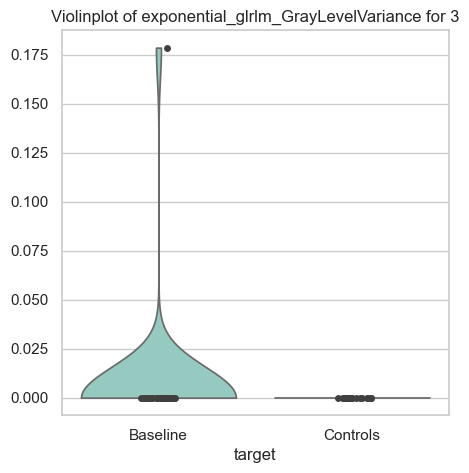 Violinplot of exponential_glrlm_GrayLevelVariance for 3
0.175
0.150
0.125
0.100
0.075
0.050
0.025
0.000
Baseline
Controls
target